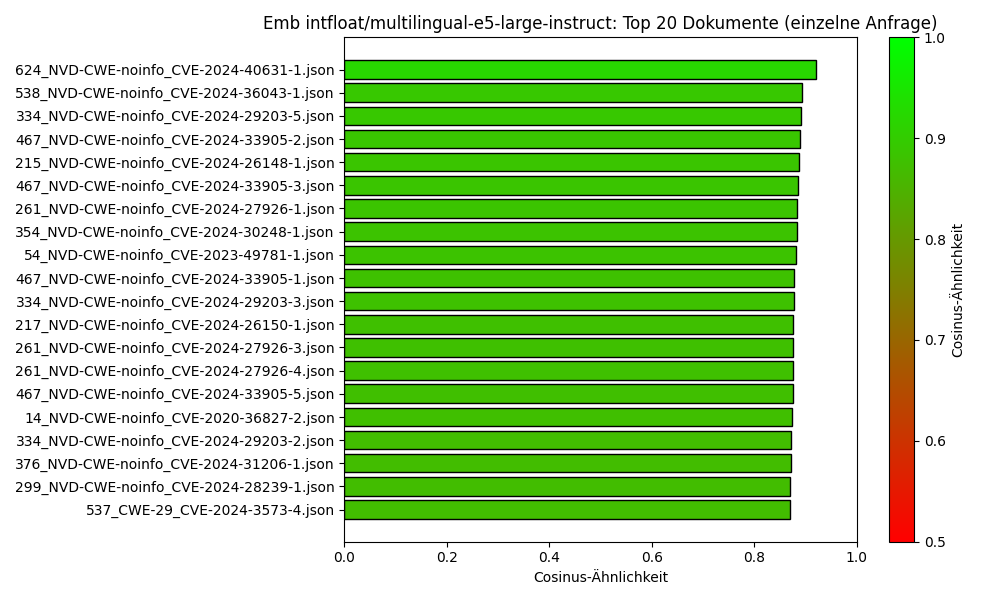 Emb intfloat/multilingual-e5-large-instruct: Top 20 Dokumente (einzelne Anfrage)
624_NVD-CWE-noinfo_CVE-2024-40631-1.json
538_NVD-CWE-noinfo_CVE-2024-36043-1.json
334_NVD-CWE-noinfo_CVE-2024-29203-5.json
467_NVD-CWE-noinfo_CVE-2024-33905-2.json
215_NVD-CWE-noinfo_CVE-2024-26148-1.json
467_NVD-CWE-noinfo_CVE-2024-33905-3.json
261_NVD-CWE-noinfo_CVE-2024-27926-1.json
354_NVD-CWE-noinfo_CVE-2024-30248-1.json
54_NVD-CWE-noinfo_CVE-2023-49781-1.json
467_NVD-CWE-noinfo_CVE-2024-33905-1.json
334_NVD-CWE-noinfo_CVE-2024-29203-3.json
217_NVD-CWE-noinfo_CVE-2024-26150-1.json
261_NVD-CWE-noinfo_CVE-2024-27926-3.json
261_NVD-CWE-noinfo_CVE-2024-27926-4.json
467_NVD-CWE-noinfo_CVE-2024-33905-5.json
14_NVD-CWE-noinfo_CVE-2020-36827-2.json
334_NVD-CWE-noinfo_CVE-2024-29203-2.json
376_NVD-CWE-noinfo_CVE-2024-31206-1.json
299_NVD-CWE-noinfo_CVE-2024-28239-1.json
537_CWE-29_CVE-2024-3573-4.json
0.0 0.2 0.4 0.6 0.8 1.0
Cosinus-Ähnlichkeit
1.0
0.9
0.8
0.7
0.6
0.5
Cosinus-Ähnlichkeit